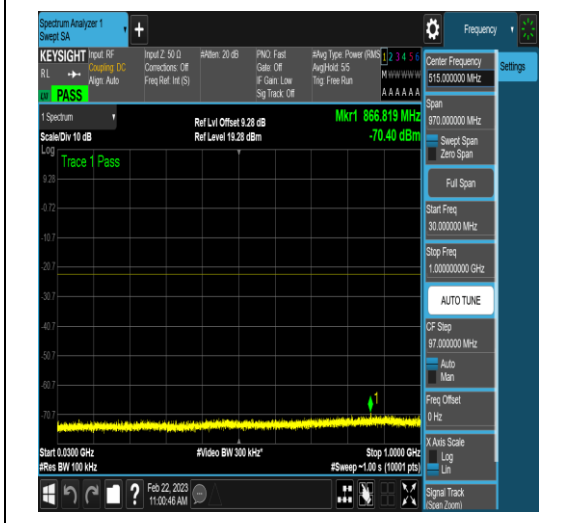 Spectrum Analyzer 1
Swept SA
+
Frequency
KEYSIGHT
RL
PASS
Input: RF
Coupling: DC
Align: Auto
Input Z: 50 Ω
Corrections: Off
Freq Ref: Int (S)
#Atten: 20 dB
PNO: Fast
Gate: Off
IF Gain: Low
Sig Track: Off
#Avg Type: Power (RMS
Avg|Hold: 5/5
Trig: Free Run
1 2 3 4 5 6
M W W W W W
A A A A A A
1 Spectrum
Scale/Div 10 dB
Ref Lvl Offset 9.28 dB
Ref Level 19.28 dBm
Mkr1 866.819 MHz
-70.40 dBm
Log
Trace 1 Pass
9.28
-0.72
-10.7
-20.7
-30.7
-40.7
-50.7
-60.7
-70.7
1
Start 0.0300 GHz
#Res BW 100 kHz
#Video BW 300 kHz*
Stop 1.0000 GHz
#Sweep ~1.00 s (10001 pts)
?
Feb 22, 2023
11:00:46 AM
Center Frequency
515.000000 MHz
Span
970.000000 MHz
Swept Span
Zero Span
Full Span
Start Freq
30.000000 MHz
Stop Freq
1.000000000 GHz
AUTO TUNE
CF Step
97.000000 MHz
Auto
Man
Freq Offset
0 Hz
X Axis Scale
Log
Lin
Signal Track
(Span Zoom)
Settings